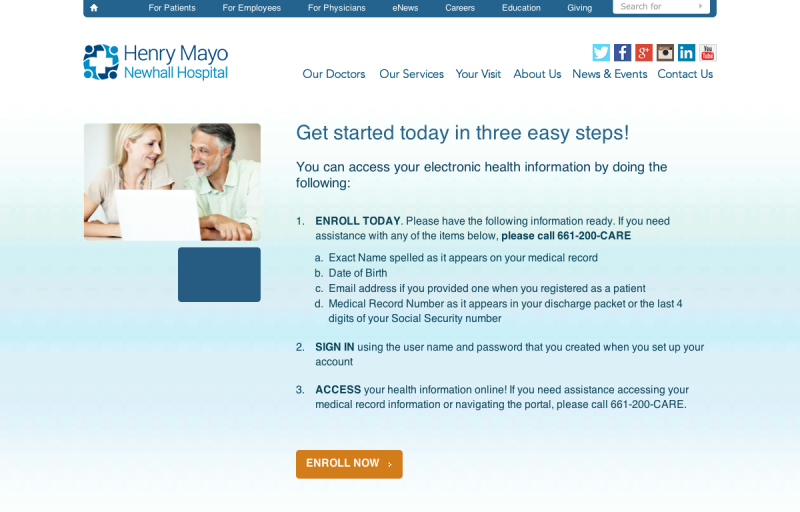 For Patients For Employees For Physicians eNews Careers Education Giving Search for
Henry Mayo
Newhall Hospital
You
Tube
Our Doctors Our Services Your Visit About Us News & Events Contact Us
Get started today in three easy steps!
You can access your electronic health information by doing the
following:
1. ENROLL TODAY. Please have the following information ready. If you need
assistance with any of the items below, please call 661-200-CARE
a. Exact Name spelled as it appears on your medical record
b. Date of Birth
c. Email address if you provided one when you registered as a patient
d. Medical Record Number as it appears in your discharge packet or the last 4
digits of your Social Security number
2. SIGN IN using the user name and password that you created when you set up your
account
3. ACCESS your health information online! If you need assistance accessing your
medical record information or navigating the portal, please call 661-200-CARE.
ENROLL NOW